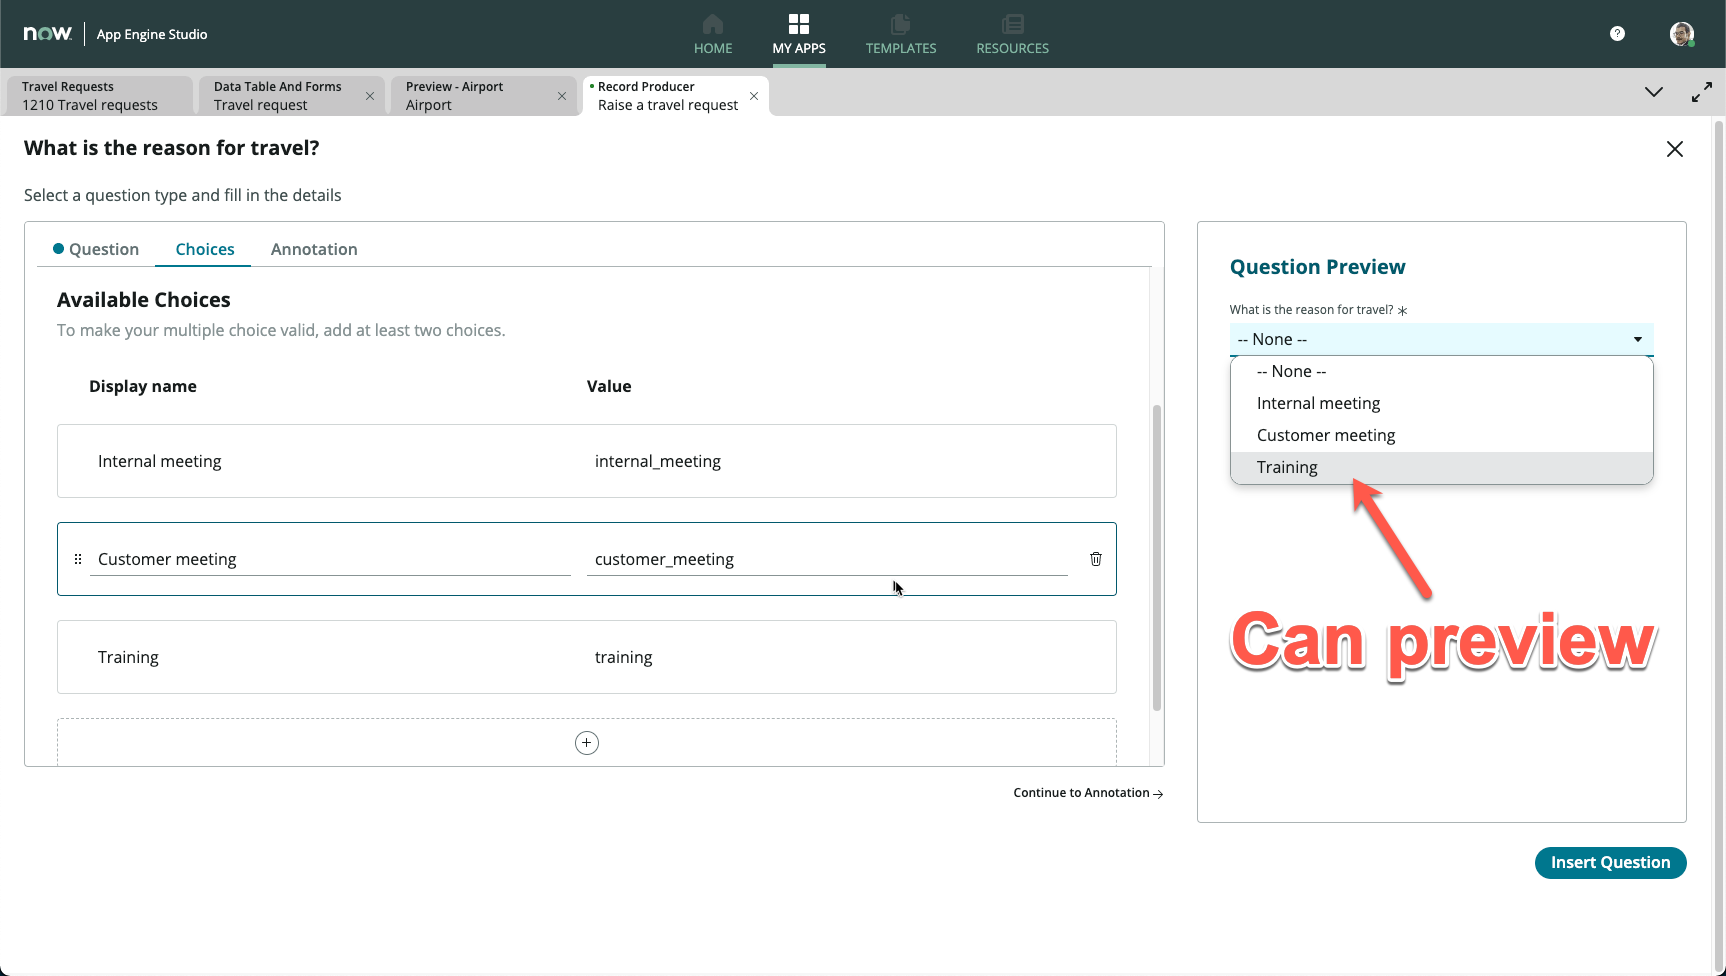 now. App Engine Studio
HOME
MY APPS
TEMPLATES
RESOURCES
?
Travel Requests
1210 Travel requests
Data Table And Forms
Travel request
Preview - Airport
Airport
Record Producer
Raise a travel request
What is the reason for travel?
Select a question type and fill in the details
Question
Choices
Annotation
Available Choices
To make your multiple choice valid, add at least two choices.
Display name
Value
Internal meeting
internal_meeting
Customer meeting
customer_meeting
Training
training
Continue to Annotation →
Question Preview
What is the reason for travel? *
-- None --
-- None --
Internal meeting
Customer meeting
Training
Can preview
Insert Question